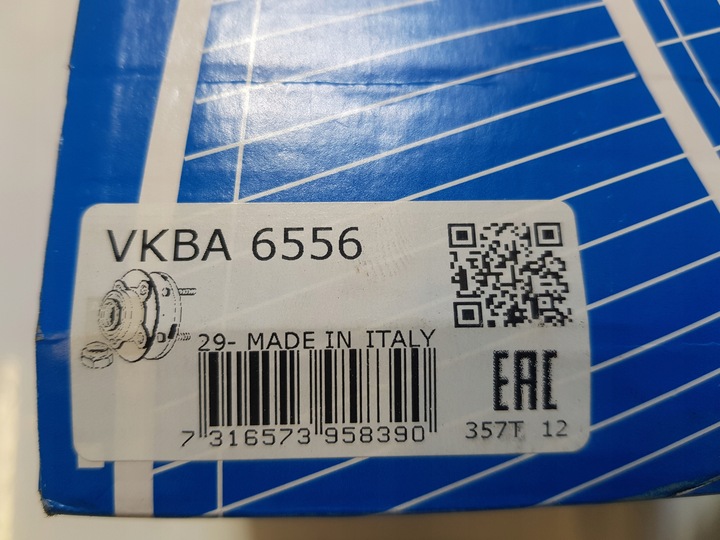 VKBA 6556
29- MADE IN ITALY
7 316573 958390
EAC
357T 12